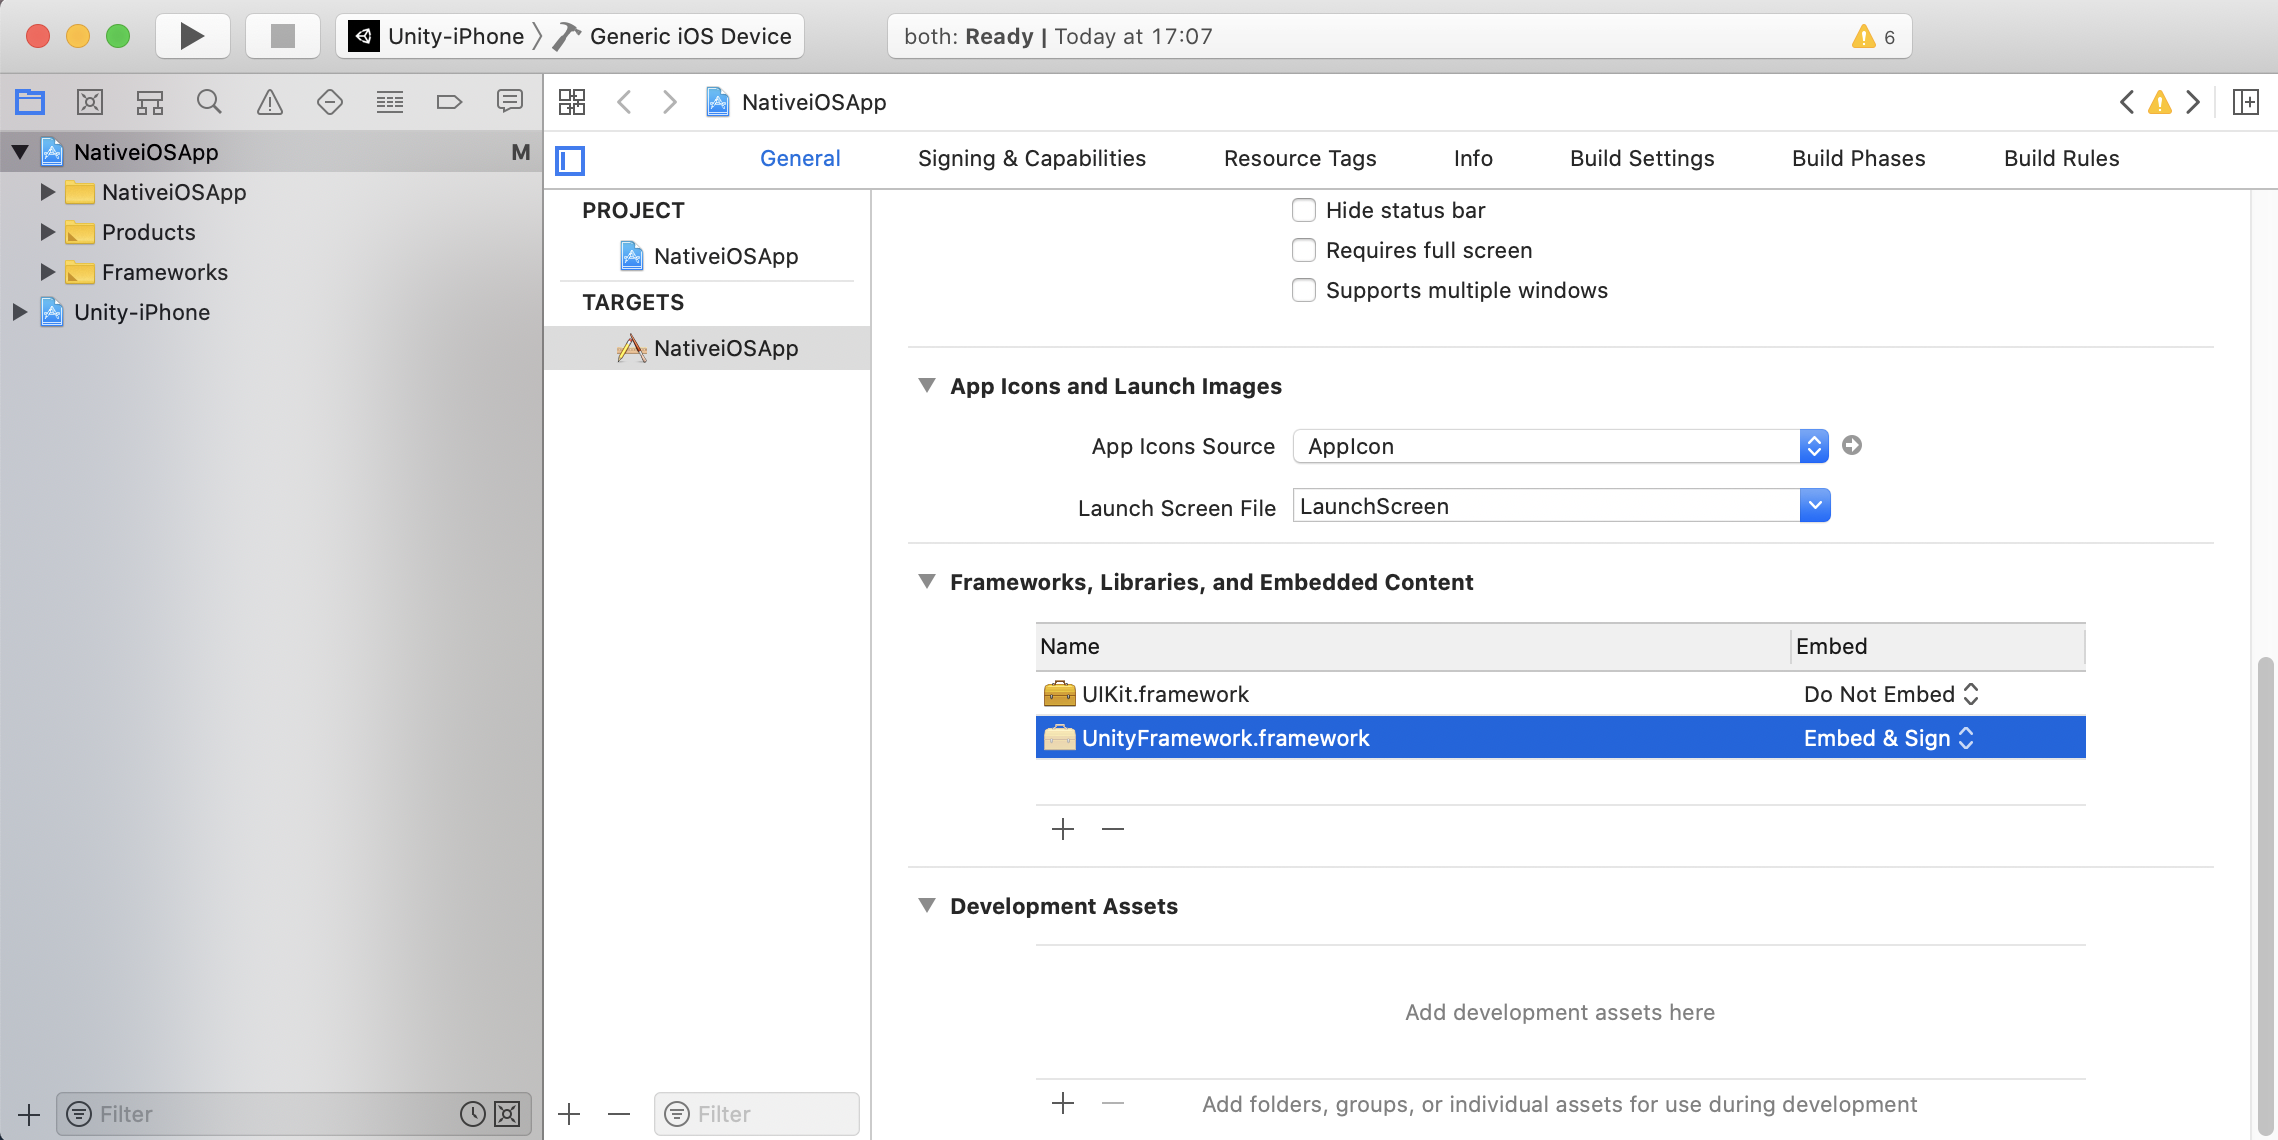 Unity-iPhone Generic iOS Device
both: Ready | Today at 17:07
6
NativeiOSApp
General Signing & Capabilities Resource Tags Info Build Settings Build Phases Build Rules
NativeiOSApp M
NativeiOSApp
Products
Frameworks
Unity-iPhone
Filter
PROJECT
NativeiOSApp
TARGETS
NativeiOSApp
Filter
Hide status bar
Requires full screen
Supports multiple windows
App Icons and Launch Images
App Icons Source AppIcon
Launch Screen File LaunchScreen
Frameworks, Libraries, and Embedded Content
Name Embed
UIKit.framework Do Not Embed
UnityFramework.framework Embed & Sign
Development Assets
Add development assets here
Add folders, groups, or individual assets for use during development